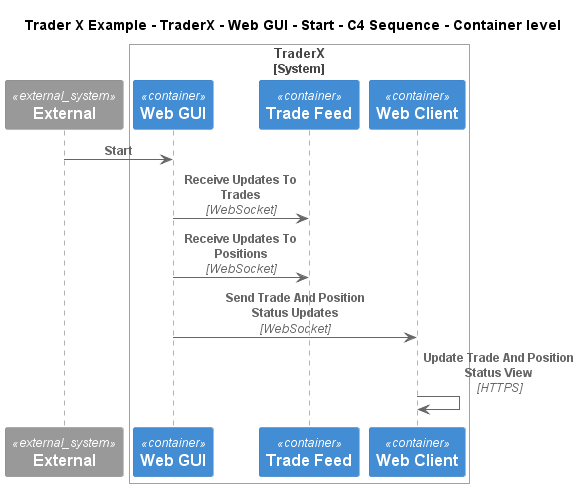 Trader X Example - TraderX - Web GUI - Start - C4 Sequence - Container level
TraderX
[System]
«external_system»
External
«container»
Web GUI
«container»
Trade Feed
«container»
Web Client
Start
Receive Updates To
Trades
[WebSocket]
Receive Updates To
Positions
[WebSocket]
Send Trade And Position
Status Updates
[WebSocket]
Update Trade And Position
Status View
[HTTPS]
«external_system»
External
«container»
Web GUI
«container»
Trade Feed
«container»
Web Client